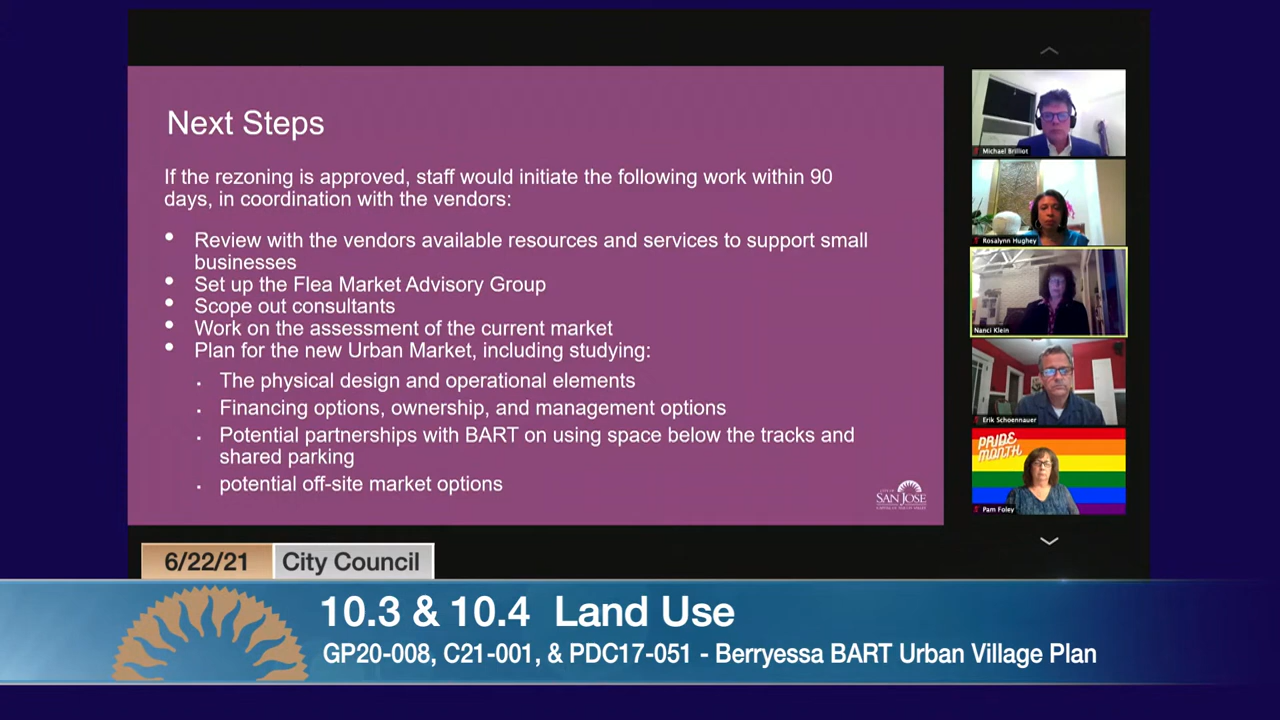 Next Steps
If the rezoning is approved, staff would initiate the following work within 90
days, in coordination with the vendors:
• Review with the vendors available resources and services to support small
businesses
• Set up the Flea Market Advisory Group
• Scope out consultants
• Work on the assessment of the current market
• Plan for the new Urban Market, including studying:
▪ The physical design and operational elements
▪ Financing options, ownership, and management options
▪ Potential partnerships with BART on using space below the tracks and
shared parking
▪ potential off-site market options
CITY OF
SAN JOSE
Michael Brilliot
Rosalynn Hughey
Nanci Klein
Erik Schoennauer
PRIDE
MONTH
Pam Foley
6/22/21 City Council
10.3 & 10.4 Land Use
GP20-008, C21-001, & PDC17-051 - Berryessa BART Urban Village Plan